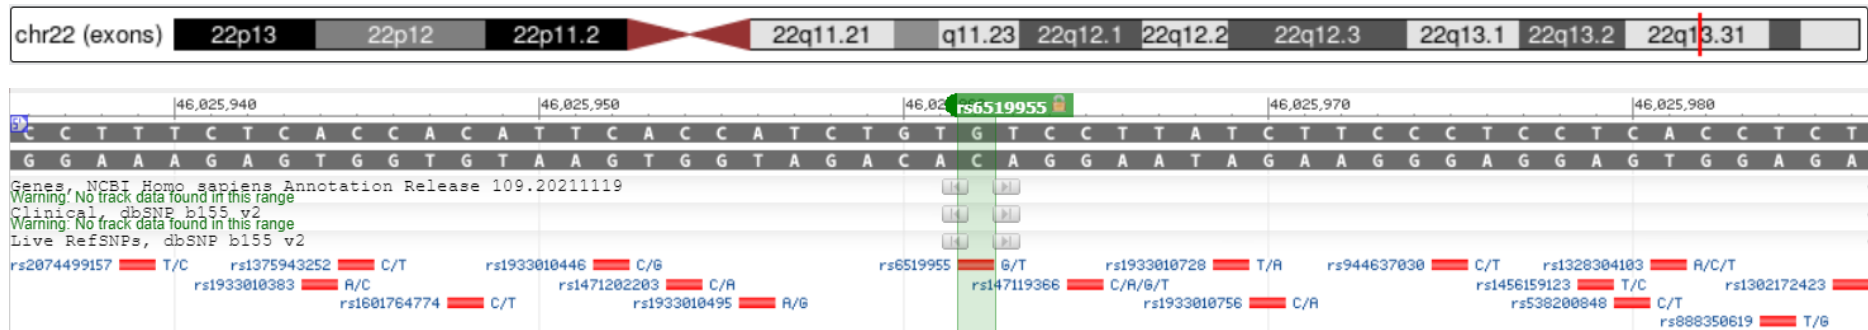 chr22 (exons) 22p13 22p12 22p11.2 22q11.21 q11.23 22q12.1 22q12.2 22q12.3 22q13.1 22q13.2 22q13.31
46,025,940 46,025,950 46,02 rs6519955 46,025,970 46,025,980
C C T T T C T C A C C A C A T T C A C C A T C T G T G T C C T T A T C T T C C C T C C T C A C C T C T
G G A A A G A G T G G T G T A A G T G G T A G A C A C A G G A A T A G A A G G G A G G A G T G G A G A
Genes, NCBI Homo sapiens Annotation Release 109.20211119
Warning: No track data found in this range
Clinical, dbSNP b155 v2
Warning: No track data found in this range
Live RefSNPs, dbSNP b155 v2
rs2074499157 T/C rs1375943252 C/T rs1933010446 C/G rs6519955 G/T rs1933010728 T/A rs944637030 C/T rs1328304103 A/C/T
rs1933010383 A/C rs1471202203 C/A rs147119366 C/A/G/T rs1456159123 T/C rs1302172423
rs1601764774 C/T rs1933010495 A/G rs1933010756 C/A rs538200848 C/T
rs888350619 T/G